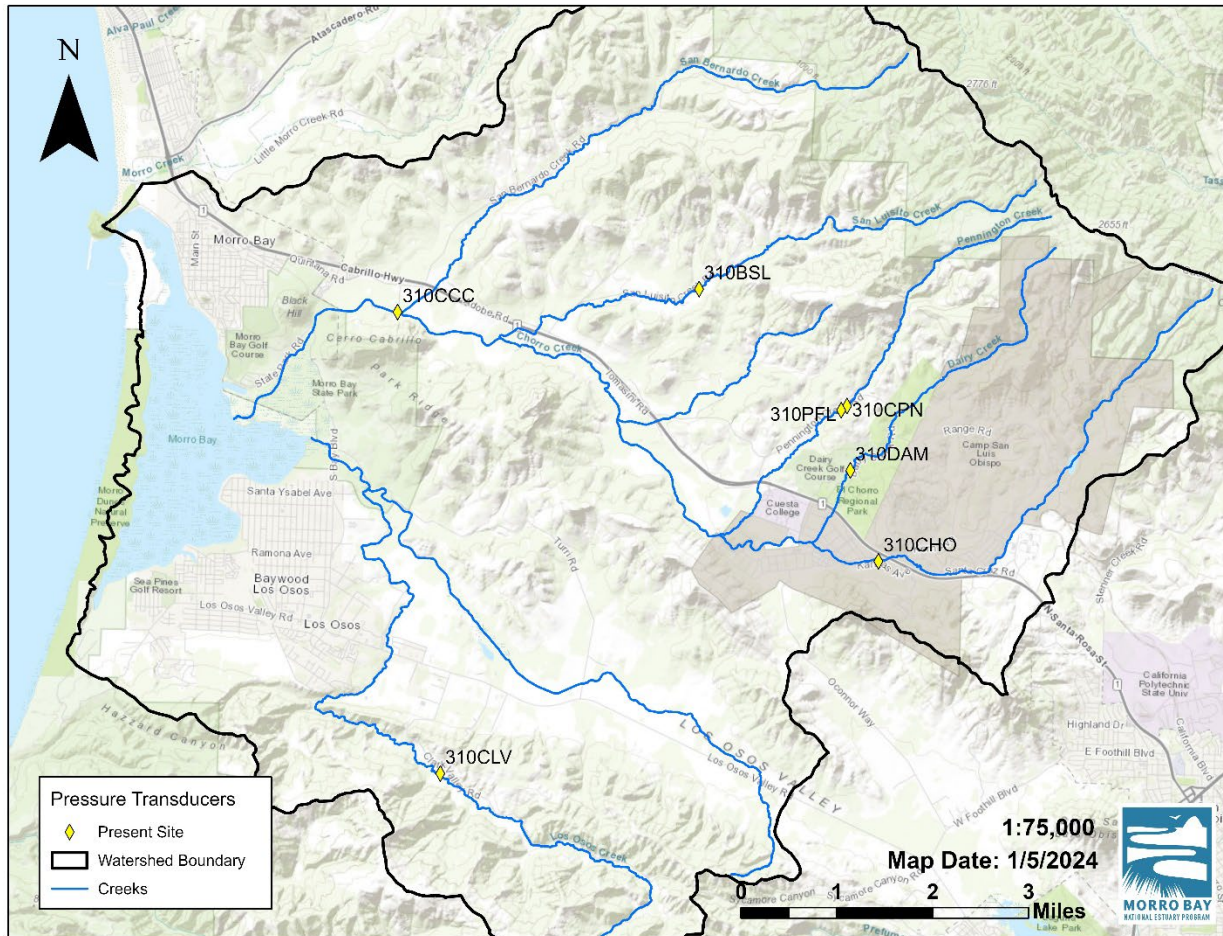 Alva Paul Creek
Atascadero Rd
San Bernardo Creek
2776 ft
N
Little Morro Creek Rd
Morro Creek
San Bernardo Creek Rd
San Luisito Creek
Pennington Creek
2655 ft
1
Morro Bay
Main St
Quintana Rd
Cabrillo-Hwy
310BSL
310CCC
Black
Hill
1
Chorro Creek
Cerro Cabrillo
Morro
Bay Golf
Course
State Park Rd
Morro Bay
State Park
Park Ridge
Tomasini Rd
Dairy Creek
310PFL
310CPN
Range Rd
Camp San
Luis
Obispo
310DAM
Dairy
Creek Golf
Course
El Chorro
Regional
Park
Morro Bay
S Bay Blvd
Santa Ysabel Ave
Cuesta
College
1
Morro
Dunes
Natural
Preserve
Turri Rd
310CHO
Ramona Ave
Baywood
Los Osos
Sea Pines
Golf Resort
Los Osos Valley Rd
Los Osos
Stenner Creek Rd
N-Santa-Rosa-St
1
California
Polytechnic
State Univ
Oconnor Way
Hazzard Canyon
Highland Dr
California Blvd
E Foothill Blvd
LOS OSOS VALLEY
310CLV
W Foothill Blvd
Los Osos Creek
Pressure Transducers
Present Site
Watershed Boundary
Creeks
1:75,000
Map Date: 1/5/2024
0 1 2 3
Miles
Sycamore Canyon Rd
Lake Park
MORRO BAY
NATIONAL ESTUARY PROGRAM